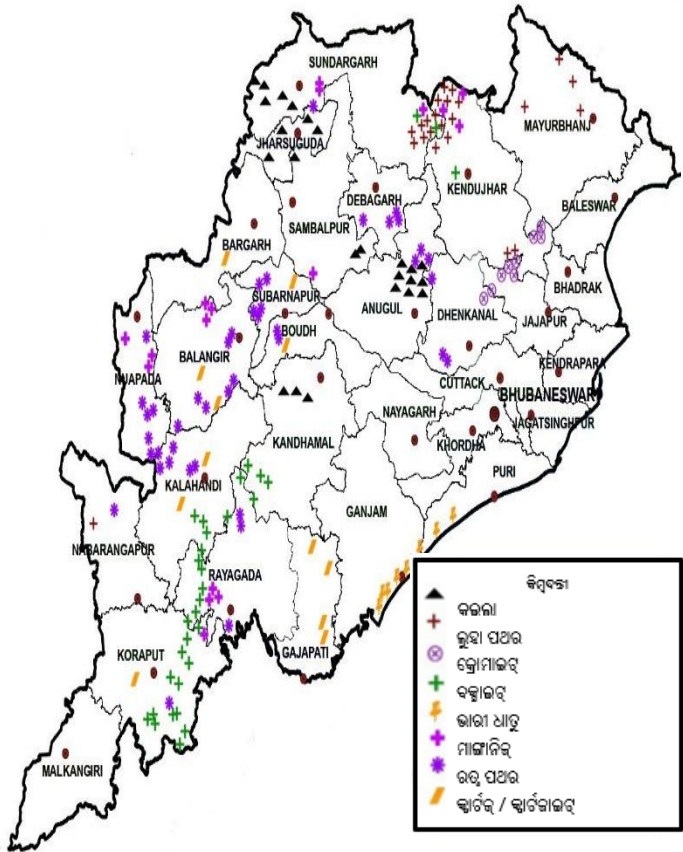 SUNDARGARH
MAYURBHANJ
JHARSUGUDA
KENDUJHAR
DEBAGARH
BALESWAR
SAMBALPUR
BARGARH
BHADRAK
SUBARNAPUR
ANUGUL
DHENKANAL
JAJAPUR
BOUDH
BALANGIR
KENDRAPARA
NUAPADA
CUTTACK
BHUBANESWAR
NAYAGARH
JAGATSINGHPUR
KANDHAMAL
KHORDHA
PURI
KALAHANDI
GANJAM
NABARANGAPUR
RAYAGADA
GAJAPATI
KORAPUT
MALKANGIRI
କିମ୍ବଦନ୍ତୀ
କଇଲା
ଲୁହା ପଥର
କ୍ରୋମାଇଟ୍
ବକ୍ସାଇଟ୍
ଭାରୀ ଧାତୁ
ମାଙ୍ଗାନିଜ୍
ରତ୍ନ ପଥର
କ୍ୱାର୍ଟଜ୍ / କ୍ୱାର୍ଟଜାଇଟ୍